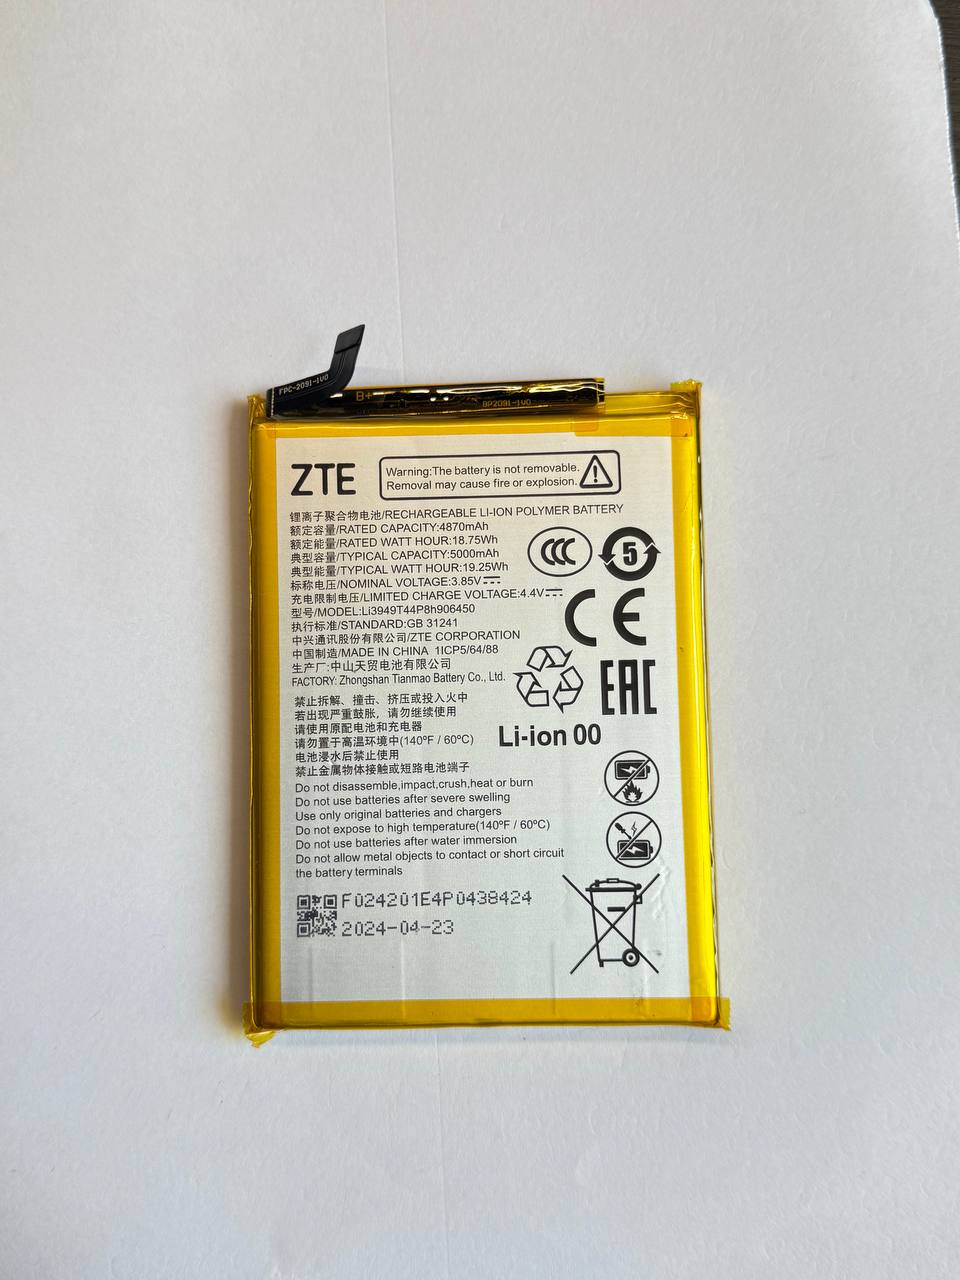 FPC-2091-1V0
B+
BP2091-1V0
ZTE
Warning:The battery is not removable.
Removal may cause fire or explosion.
锂离子聚合物电池/RECHARGEABLE LI-ION POLYMER BATTERY
额定容量/RATED CAPACITY:4870mAh
额定能量/RATED WATT HOUR:18.75Wh
典型容量/TYPICAL CAPACITY:5000mAh
典型能量/TYPICAL WATT HOUR:19.25Wh
标称电压/NOMINAL VOLTAGE:3.85V
充电限制电压/LIMITED CHARGE VOLTAGE:4.4V
型号/MODEL:Li3949T44P8h906450
执行标准/STANDARD:GB 31241
中兴通讯股份有限公司/ZTE CORPORATION
中国制造/MADE IN CHINA 1ICP5/64/88
生产厂:中山天贸电池有限公司
FACTORY: Zhongshan Tianmao Battery Co., Ltd.
CCC
5
CE
EAC
Li-ion 00
禁止拆解、撞击、挤压或投入火中
若出现严重鼓胀，请勿继续使用
请使用原配电池和充电器
请勿置于高温环境中(140ºF / 60ºC)
电池浸水后禁止使用
禁止金属物体接触或短路电池端子
Do not disassemble,impact,crush,heat or burn
Do not use batteries after severe swelling
Use only original batteries and chargers
Do not expose to high temperature(140ºF / 60ºC)
Do not use batteries after water immersion
Do not allow metal objects to contact or short circuit
the battery terminals
F024201E4P0438424
2024-04-23